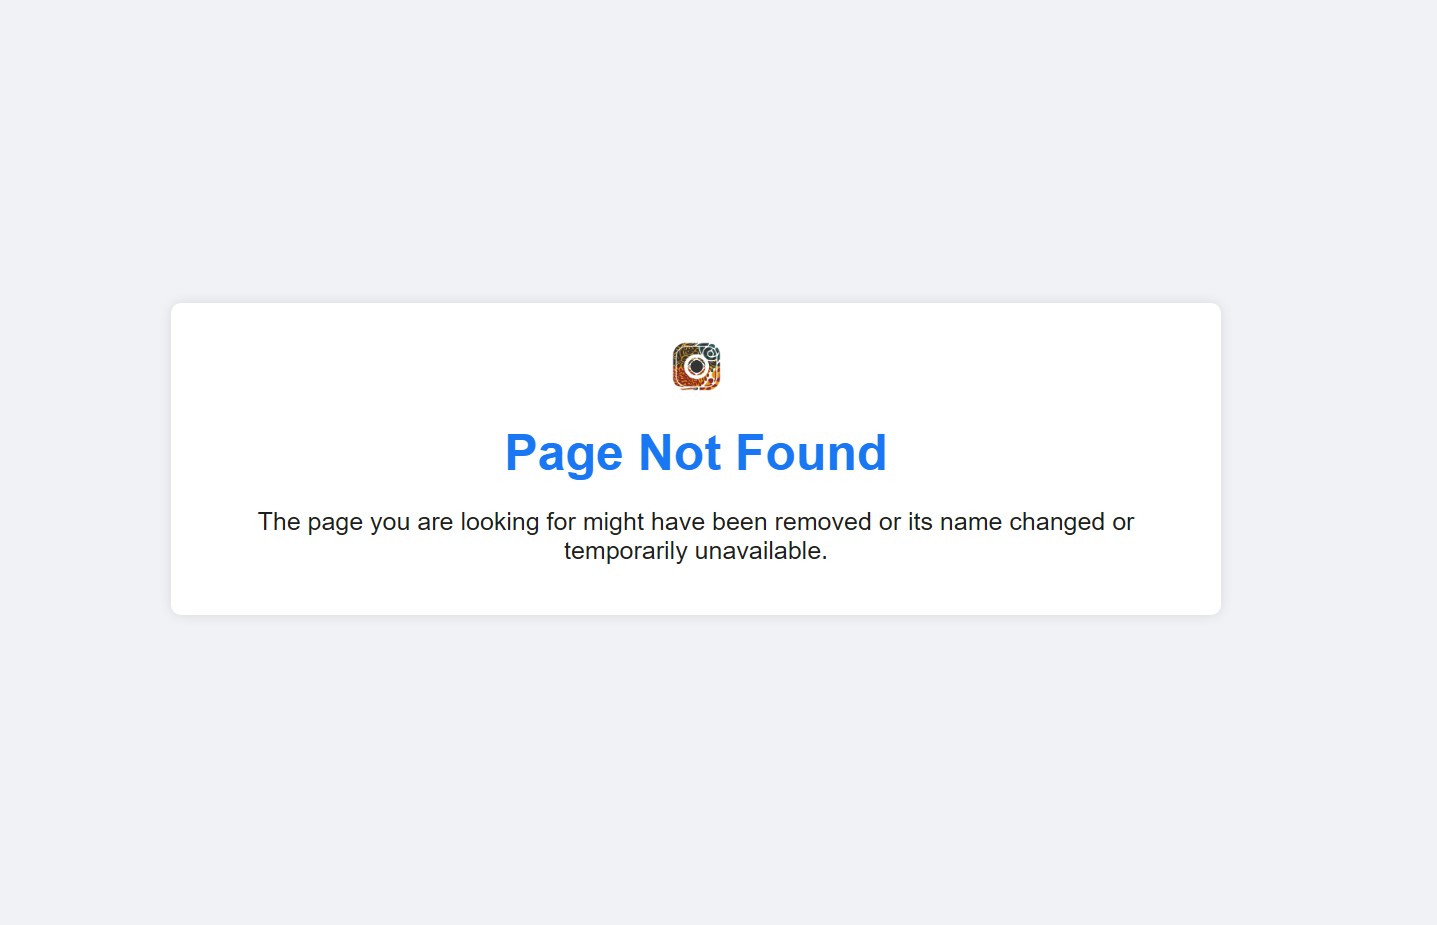 Page Not Found
The page you are looking for might have been removed or its name changed or
temporarily unavailable.